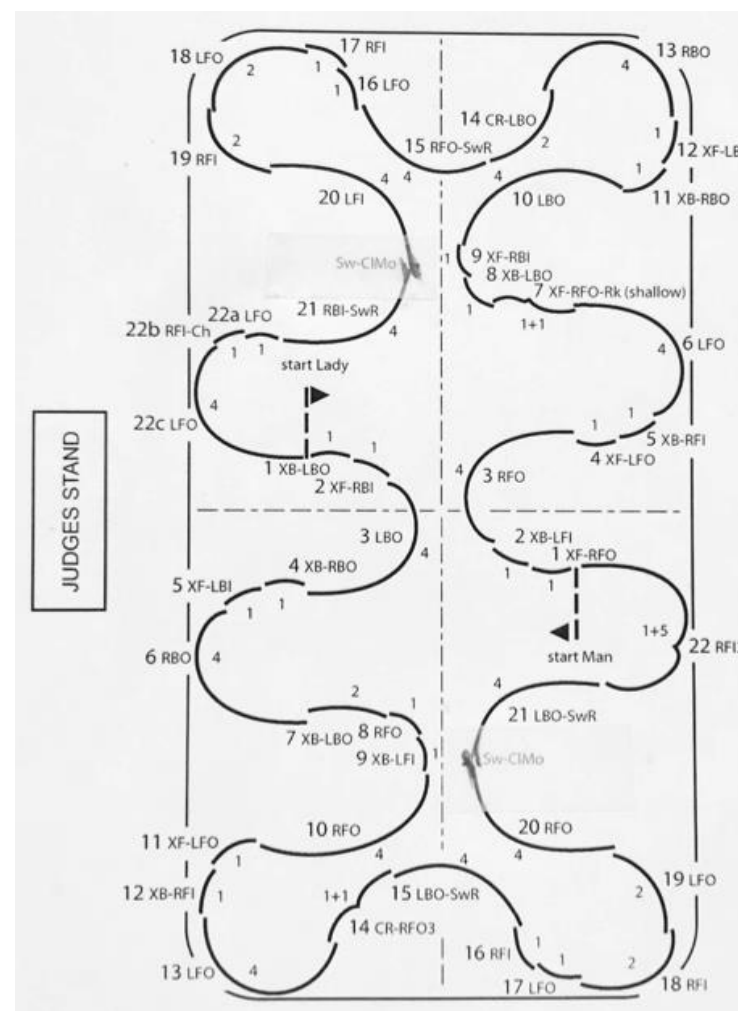 17 RFI
18 LFO
13 RBO
2
4
1
16 LFO
1
14 CR-LBO
1
12 XF-LB
15 RFO-SwR
2
2
19 RFI
4
4
4
1
11 XB-RBO
20 LFI
10 LBO
Sw-ClMo
1
9 XF-RBI
8 XB-LBO
7 XF-RFO-Rk (shallow)
22a LFO
21 RBI-SwR
1
1+1
22b RFI-Ch
4
6 LFO
1
1
4
start Lady
4
22c LFO
1
1
1
5 XB-RFI
1 XB-LBO
1
4 XF-LFO
2 XF-RBI
4
3 RFO
JUDGES STAND
3 LBO
2 XB-LFI
4
1 XF-RFO
4 XB-RBO
5 XF-LBI
1
1
1
1
1+5
22 RFI
6 RBO
4
start Man
2
4
1
21 LBO-SwR
7 XB-LBO
8 RFO
9 XB-LFI
1
Sw-ClMo
10 RFO
20 RFO
11 XF-LFO
1
4
4
4
12 XB-RFI
1
1+1
15 LBO-SwR
19 LFO
2
14 CR-RFO3
16 RFI
1
13 LFO
4
1
2
17 LFO
18 RFI